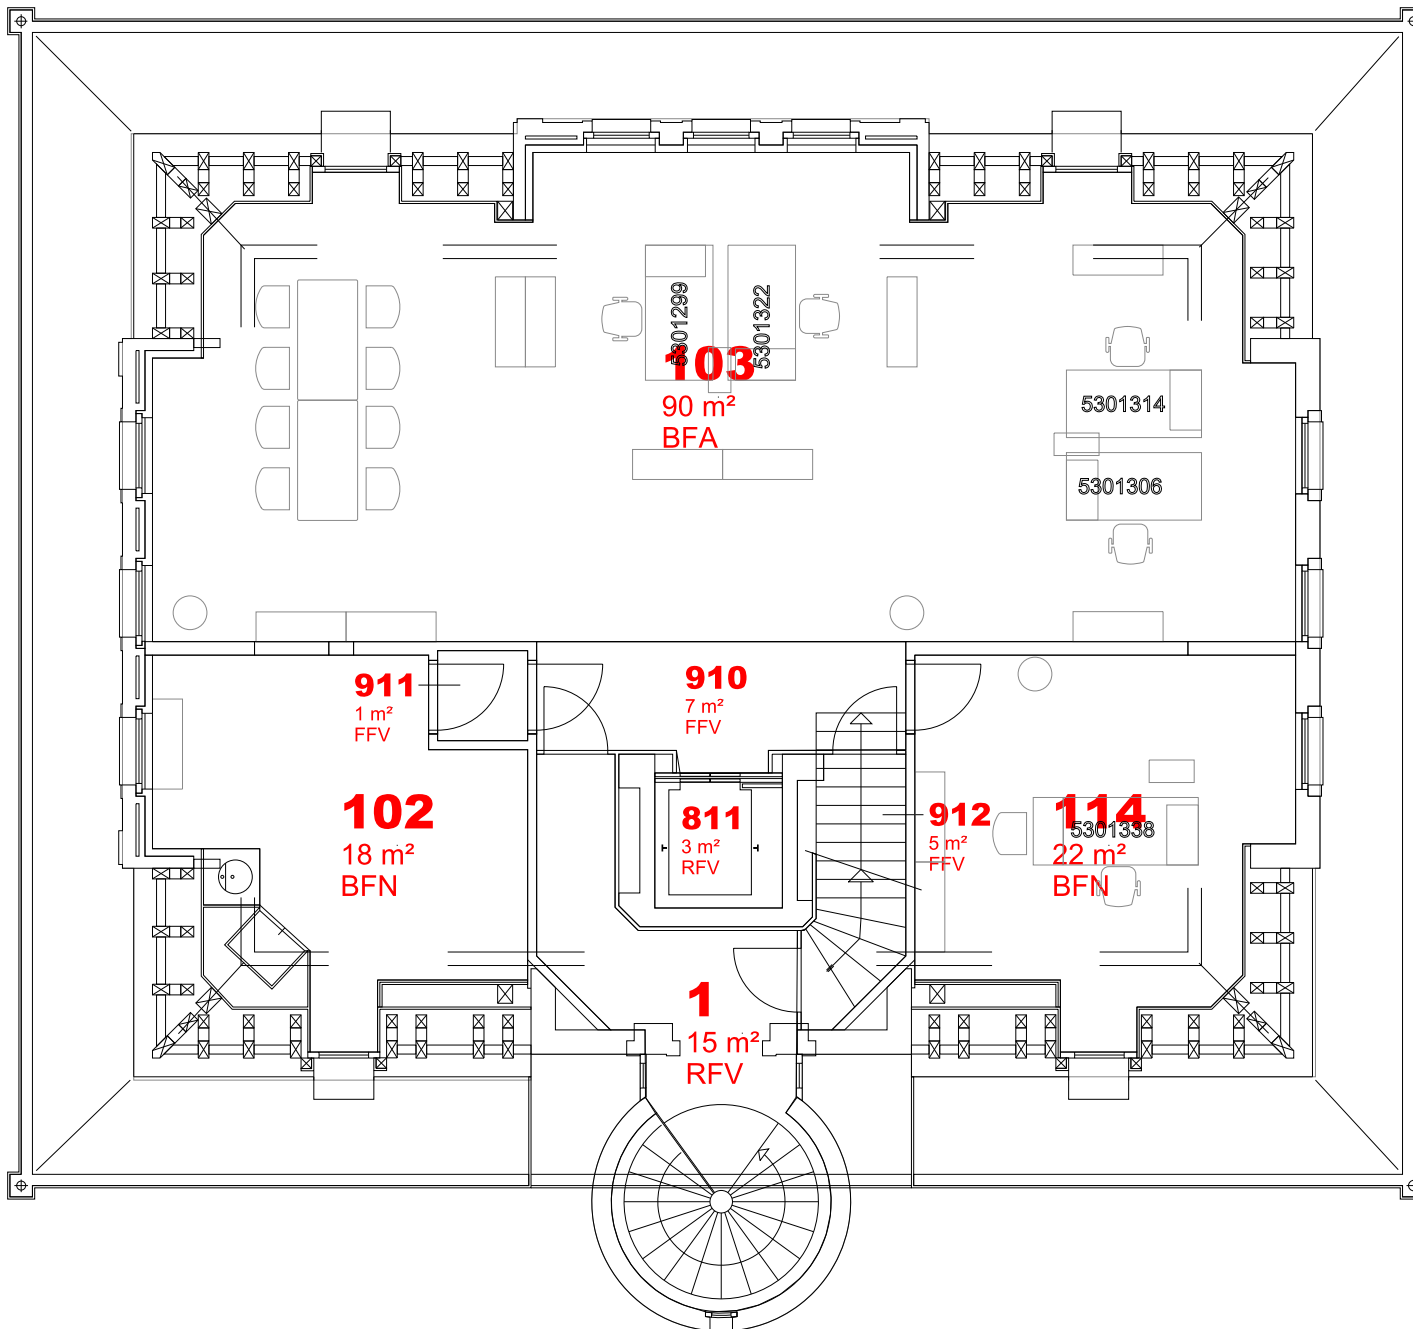 5301299
5301322
103
90 m²
BFA
5301314
5301306
911
1 m²
FFV
910
7 m²
FFV
102
18 m²
BFN
811
3 m²
RFV
912
5 m²
FFV
114
5301338
22 m²
BFN
1
15 m²
RFV